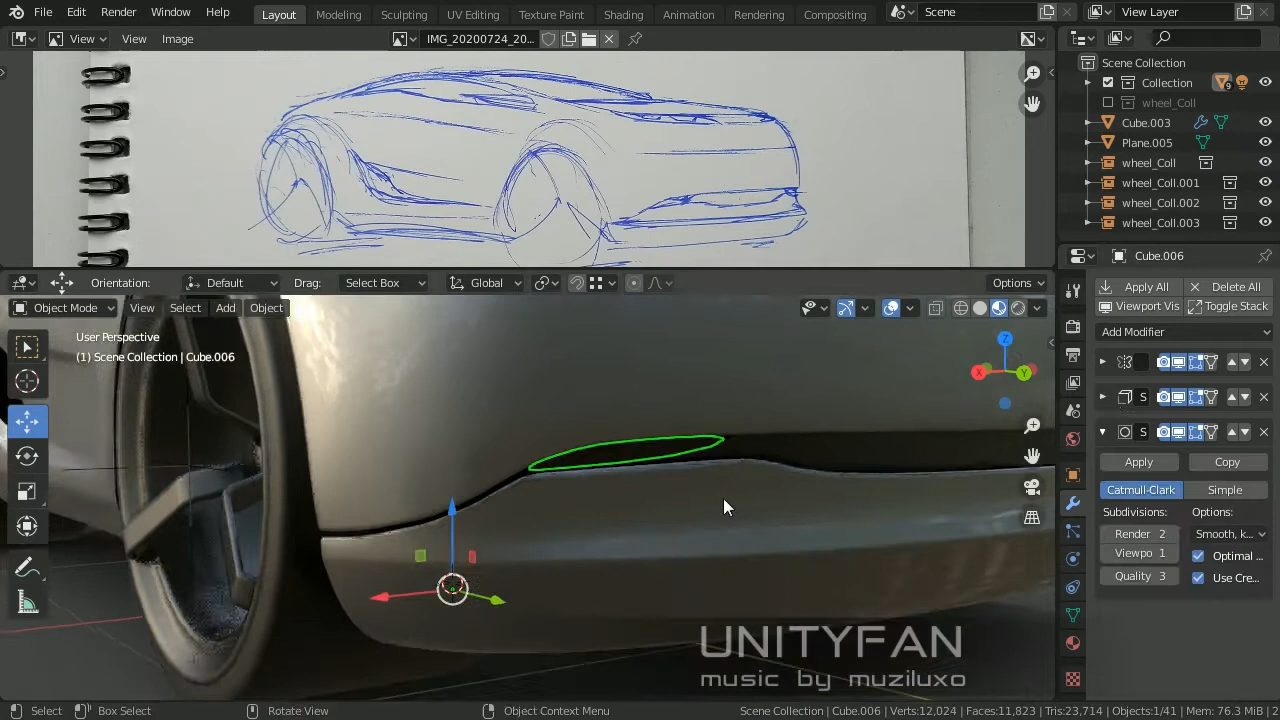 File Edit Render Window Help
Layout Modeling Sculpting UV Editing Texture Paint Shading Animation Rendering Compositing
Scene
View Layer
View View Image
IMG_20200724_20...
Scene Collection
Collection
9
wheel_Coll
Cube.003
Plane.005
wheel_Coll
wheel_Coll.001
wheel_Coll.002
wheel_Coll.003
Cube.006
Orientation: Default Drag: Select Box Global Options
Object Mode View Select Add Object
User Perspective
(1) Scene Collection | Cube.006
Z
X
Y
Apply All Delete All
Viewport Vis Toggle Stack
Add Modifier
S
S
Apply Copy
Catmull-Clark Simple
Subdivisions: Options:
Render 2 Smooth, k...
Viewpo 1 Optimal ...
Quality 3 Use Cre...
UNITYFAN
music by muziluxo
Select Box Select Rotate View Object Context Menu
Scene Collection | Cube.006 | Verts:12,024 | Faces:11,823 | Tris:23,714 | Objects:1/41 | Mem: 76.3 MiB | 2